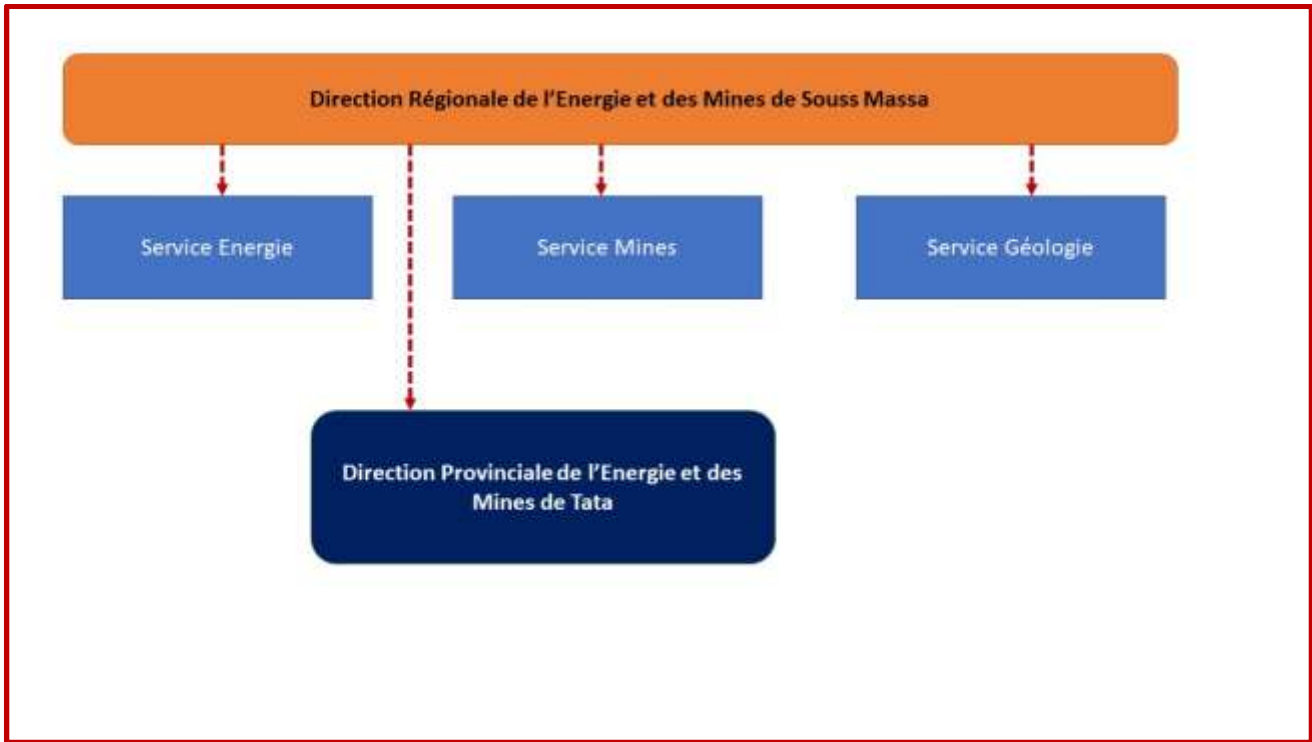 Direction Régionale de l'Energie et des Mines de Souss Massa
Service Energie
Service Mines
Service Géologie
Direction Provinciale de l'Energie et des
Mines de Tata